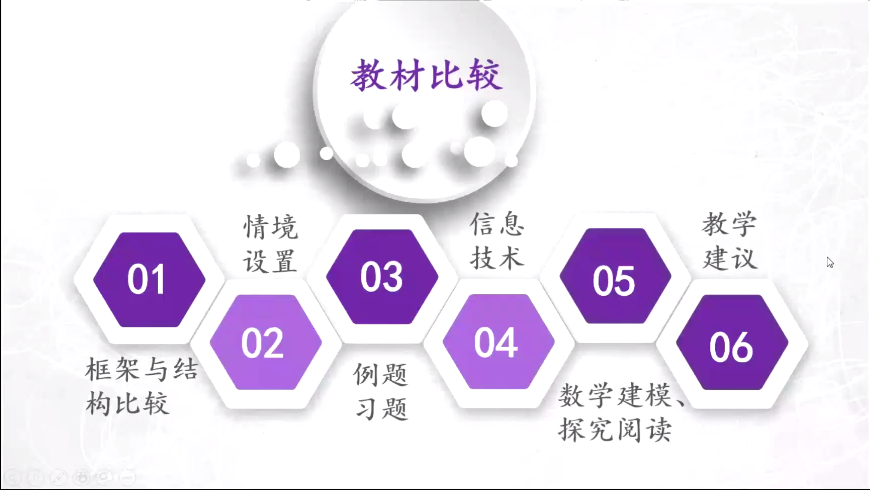 教材比较
01
框架与结
构比较
02
情境
设置
03
例题
习题
04
信息
技术
05
数学建模、
探究阅读
06
教学
建议